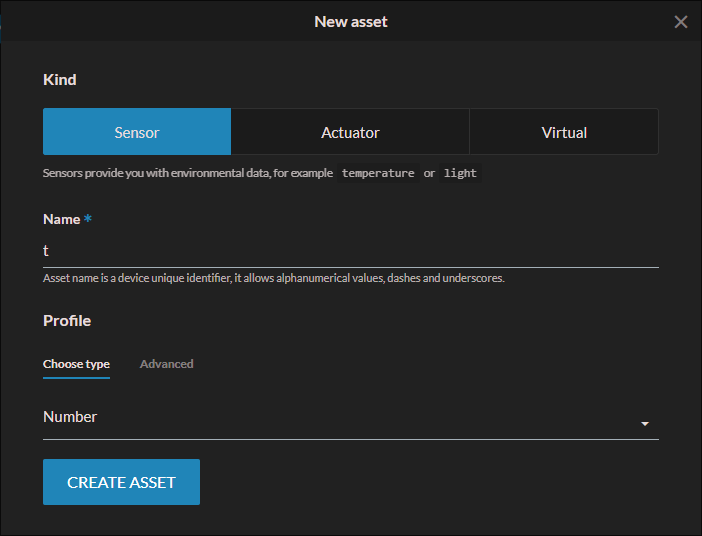 New asset
Kind
Sensor Actuator Virtual
Sensors provide you with environmental data, for example temperature or light
Name *
t
Asset name is a device unique identifier, it allows alphanumerical values, dashes and underscores.
Profile
Choose type Advanced
Number
CREATE ASSET